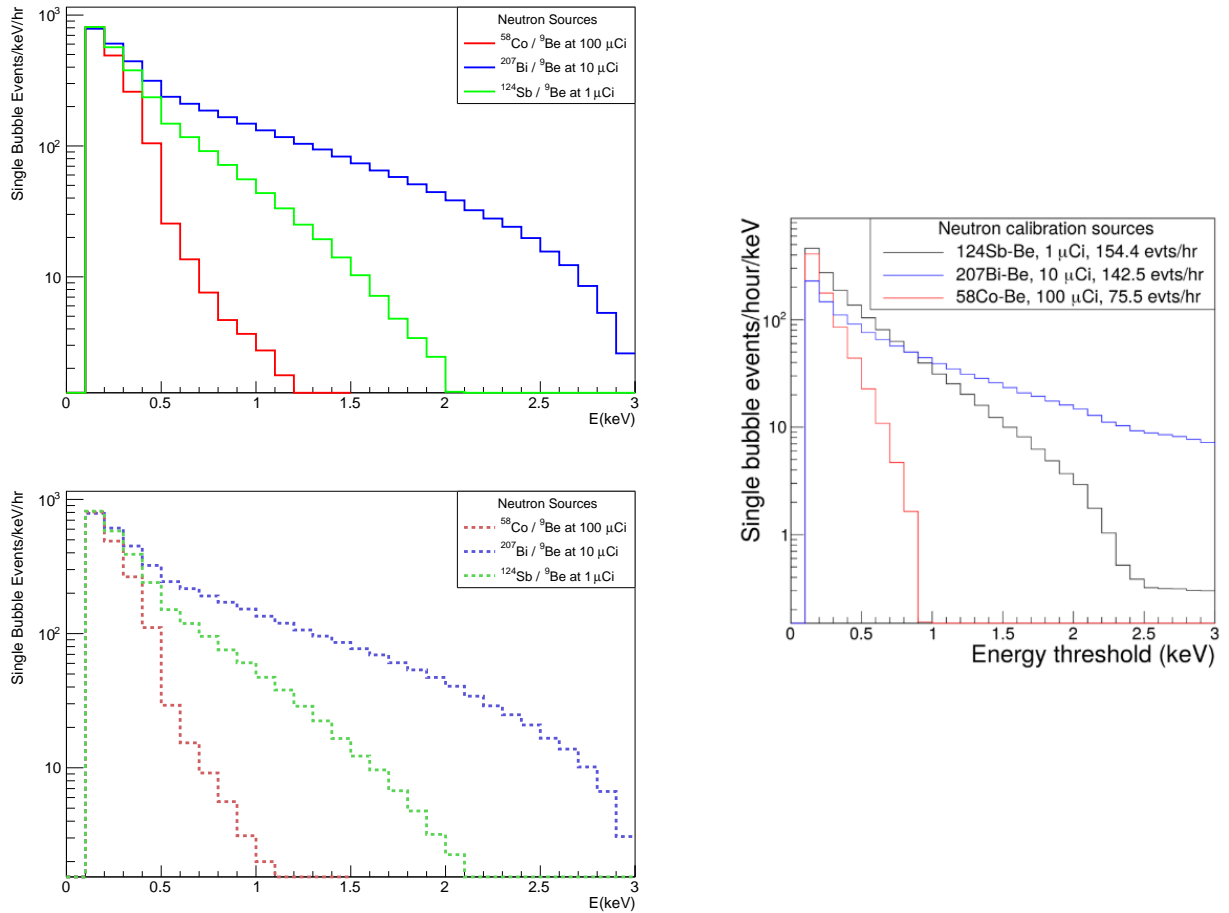 Single Bubble Events/keV/hr
10³
10²
10
Neutron Sources
⁵⁸Co / ⁹Be at 100 μCi
²⁰⁷Bi / ⁹Be at 10 μCi
¹²⁴Sb / ⁹Be at 1 μCi
0 0.5 1 1.5 2 2.5 3
E(keV)
Single Bubble Events/keV/hr
10³
10²
10
Neutron Sources
⁵⁸Co / ⁹Be at 100 μCi
²⁰⁷Bi / ⁹Be at 10 μCi
¹²⁴Sb / ⁹Be at 1 μCi
0 0.5 1 1.5 2 2.5 3
E(keV)
Single bubble events/hour/keV
10²
10
1
Neutron calibration sources
124Sb-Be, 1 μCi, 154.4 evts/hr
207Bi-Be, 10 μCi, 142.5 evts/hr
58Co-Be, 100 μCi, 75.5 evts/hr
0 0.5 1 1.5 2 2.5 3
Energy threshold (keV)